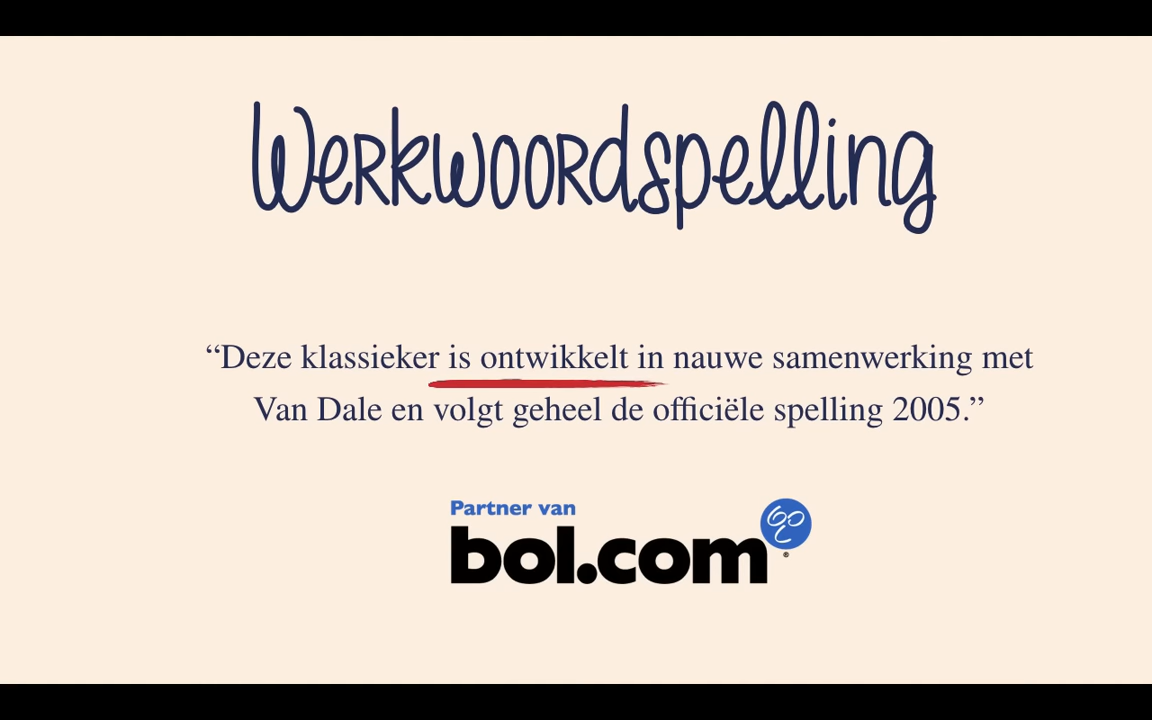 Werkwoordspelling
“Deze klassieker is ontwikkelt in nauwe samenwerking met
Van Dale en volgt geheel de officiële spelling 2005.”
Partner van
bol.com
®